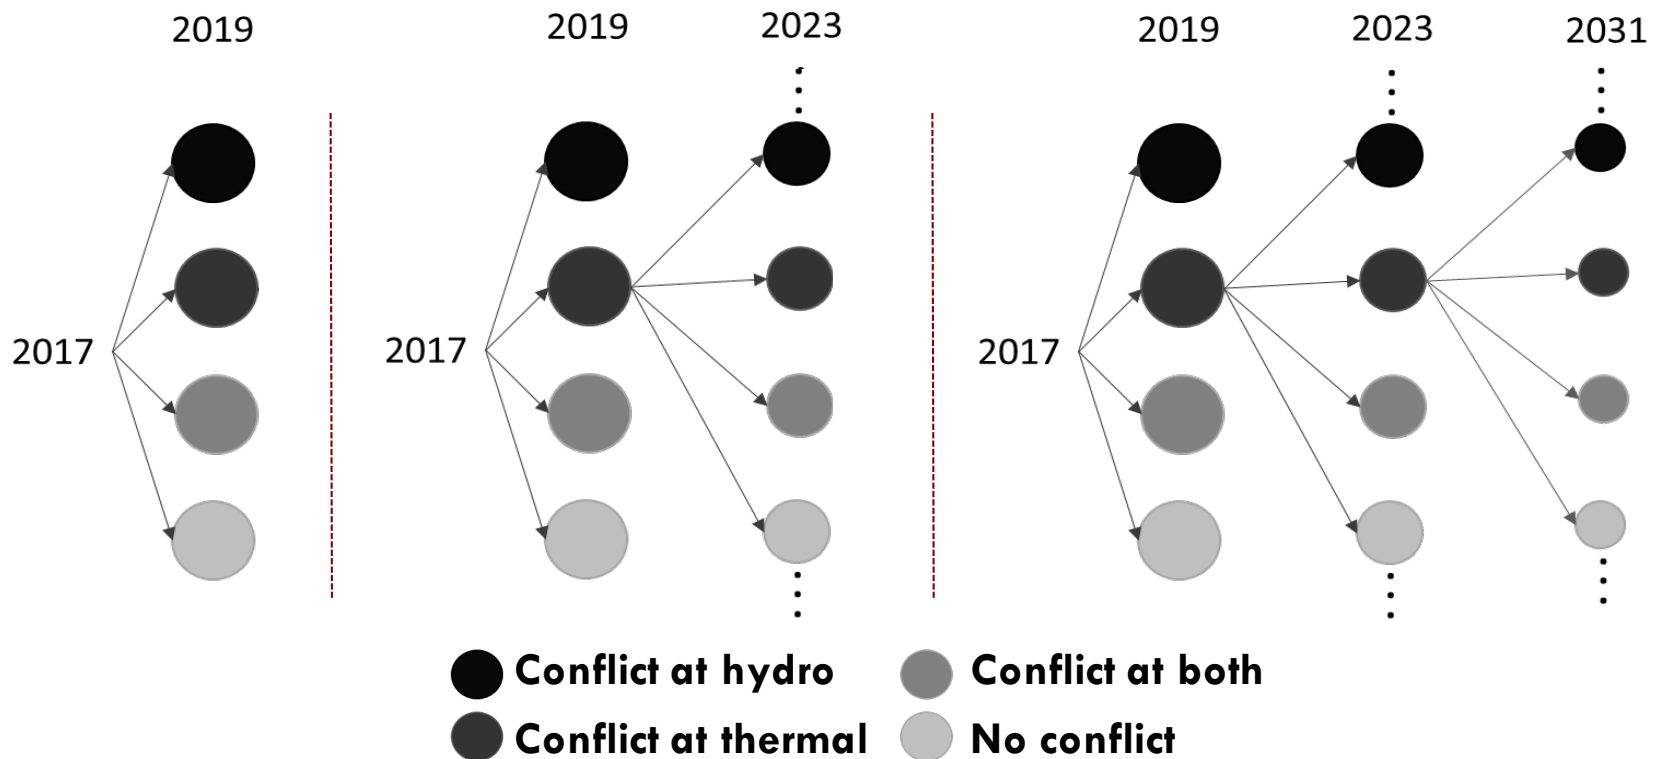 2019
2019 2023
2019 2023 2031
2017
2017
2017
Conflict at hydro
Conflict at both
Conflict at thermal
No conflict